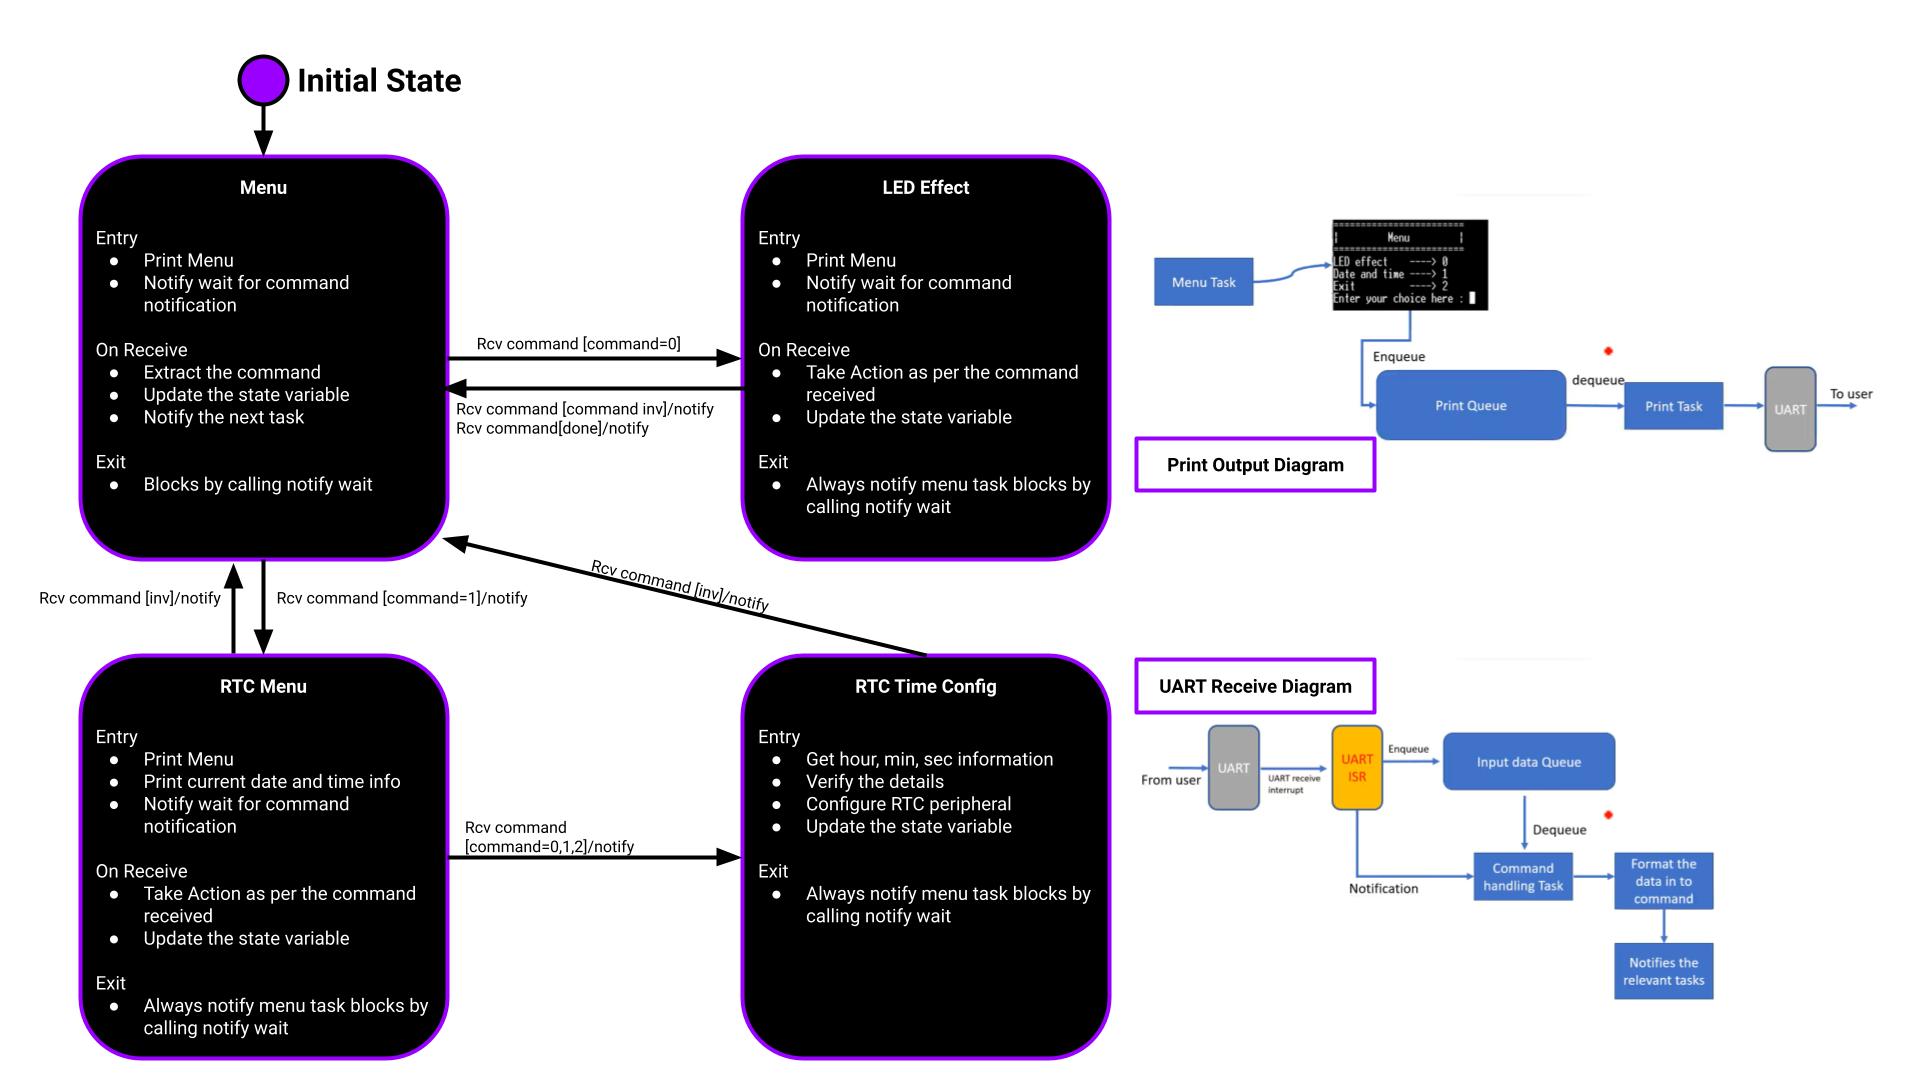 Initial State
Menu
Entry
● Print Menu
● Notify wait for command
notification
On Receive
● Extract the command
● Update the state variable
● Notify the next task
Exit
● Blocks by calling notify wait
Rcv command [command=0]
Rcv command [command inv]/notify
Rcv command[done]/notify
LED Effect
Entry
● Print Menu
● Notify wait for command
notification
On Receive
● Take Action as per the command
received
● Update the state variable
Exit
● Always notify menu task blocks by
calling notify wait
Rcv command [inv]/notify
Rcv command [command=1]/notify
Rcv command [inv]/notify
RTC Menu
Entry
● Print Menu
● Print current date and time info
● Notify wait for command
notification
On Receive
● Take Action as per the command
received
● Update the state variable
Exit
● Always notify menu task blocks by
calling notify wait
Rcv command
[command=0,1,2]/notify
RTC Time Config
Entry
● Get hour, min, sec information
● Verify the details
● Configure RTC peripheral
● Update the state variable
Exit
● Always notify menu task blocks by
calling notify wait
Menu Task
========================
| Menu |
========================
LED effect ----> 0
Date and time ----> 1
Exit ----> 2
Enter your choice here :
Enqueue
Print Queue
dequeue
Print Task
UART
To user
Print Output Diagram
UART Receive Diagram
From user
UART
UART receive
interrupt
UART
ISR
Enqueue
Input data Queue
Dequeue
Notification
Command
handling Task
Format the
data in to
command
Notifies the
relevant tasks